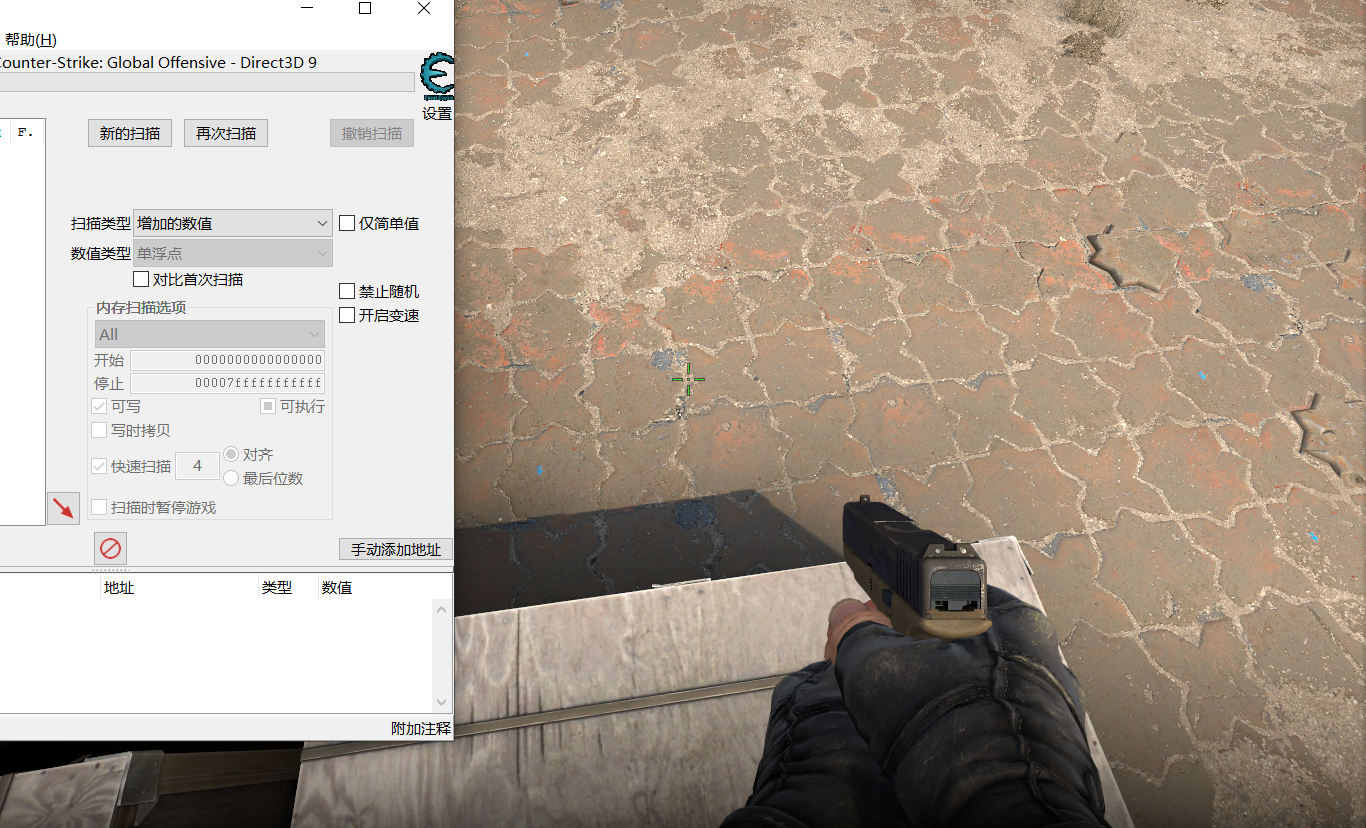 帮助(H)
Counter-Strike: Global Offensive - Direct3D 9
设置
F.
新的扫描
再次扫描
撤销扫描
扫描类型 增加的数值
仅简单值
数值类型 单浮点
对比首次扫描
禁止随机
开启变速
内存扫描选项
All
开始 0000000000000000
停止 00007fffffffffff
可写
可执行
写时拷贝
快速扫描 4
对齐
最后位数
扫描时暂停游戏
手动添加地址
地址 类型 数值
附加注释